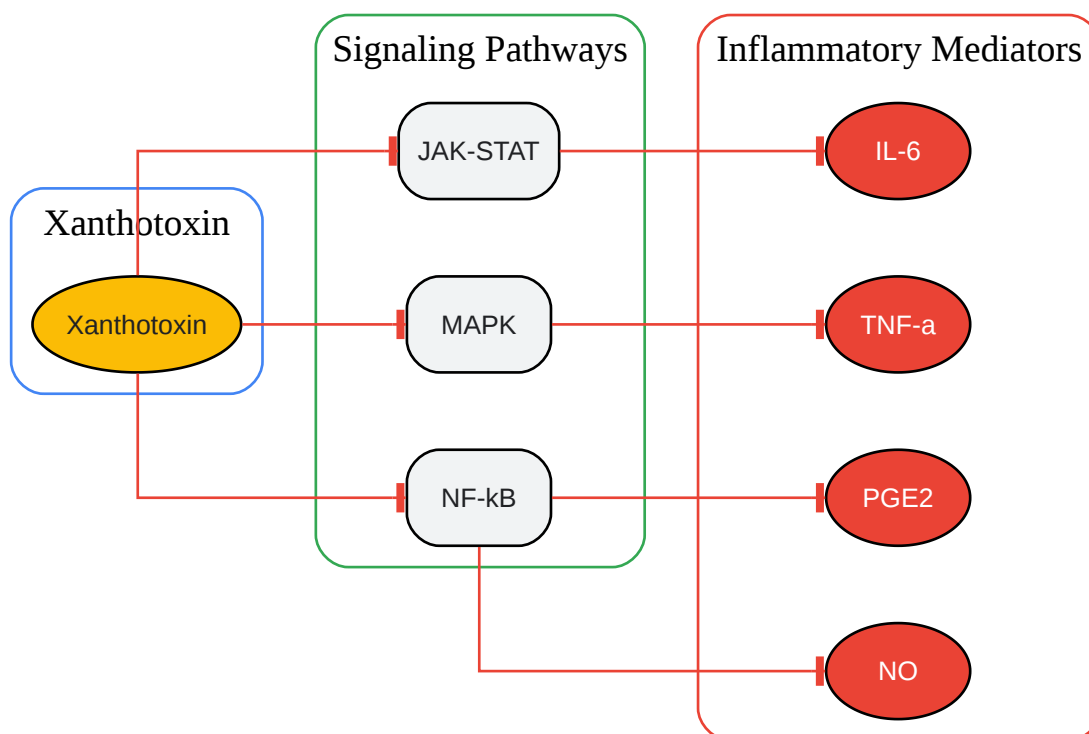 Signaling Pathways
Inflammatory Mediators
JAK-STAT
IL-6
Xanthotoxin
Xanthotoxin
MAPK
TNF-a
NF-kB
PGE2
NO